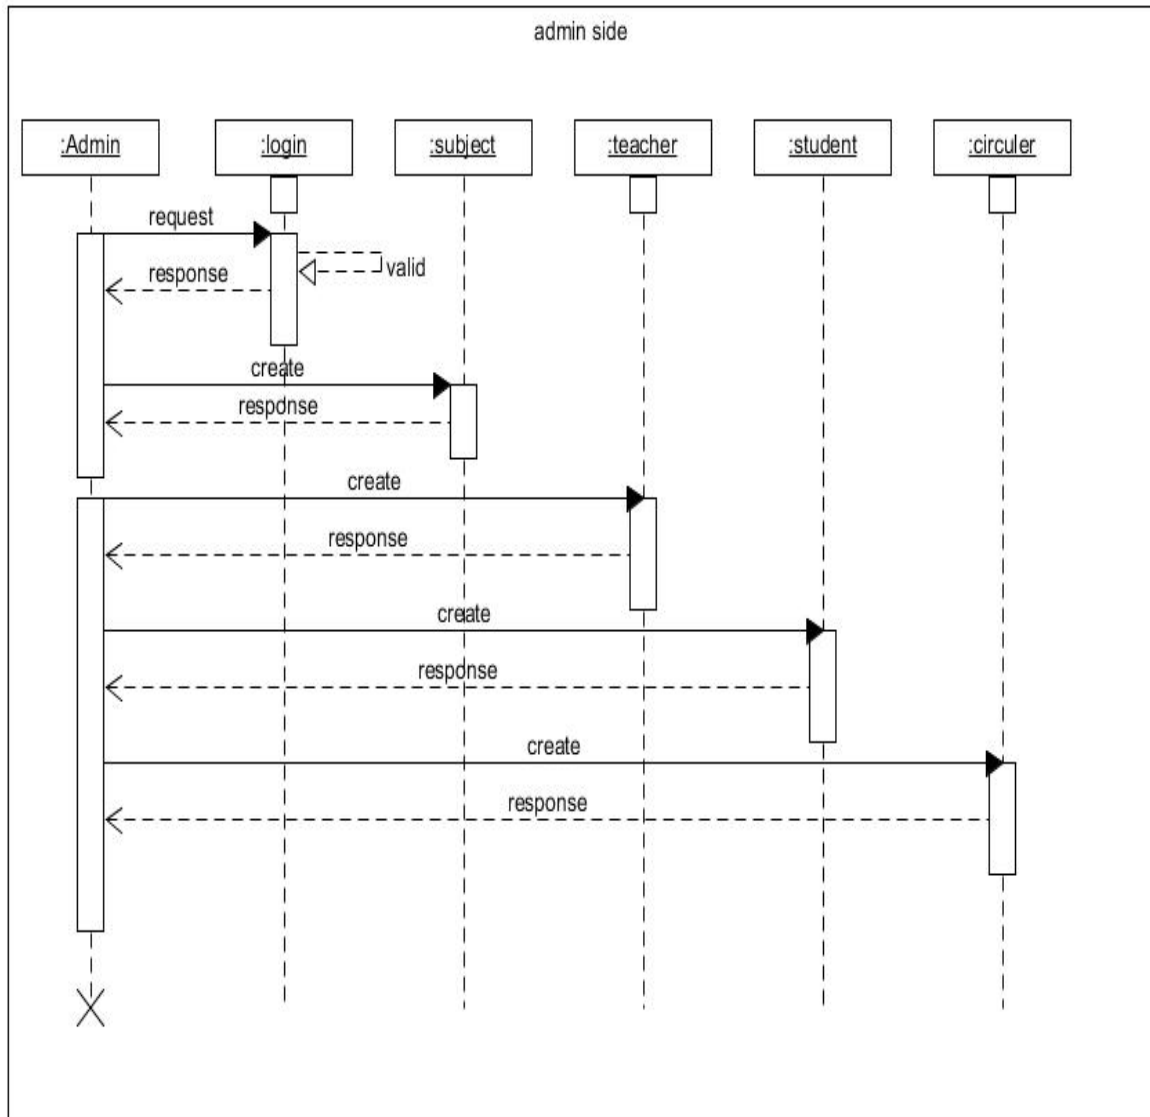 admin side
:Admin
:login
:subject
:teacher
:student
:circuler
request
valid
response
create
response
create
response
create
response
create
response